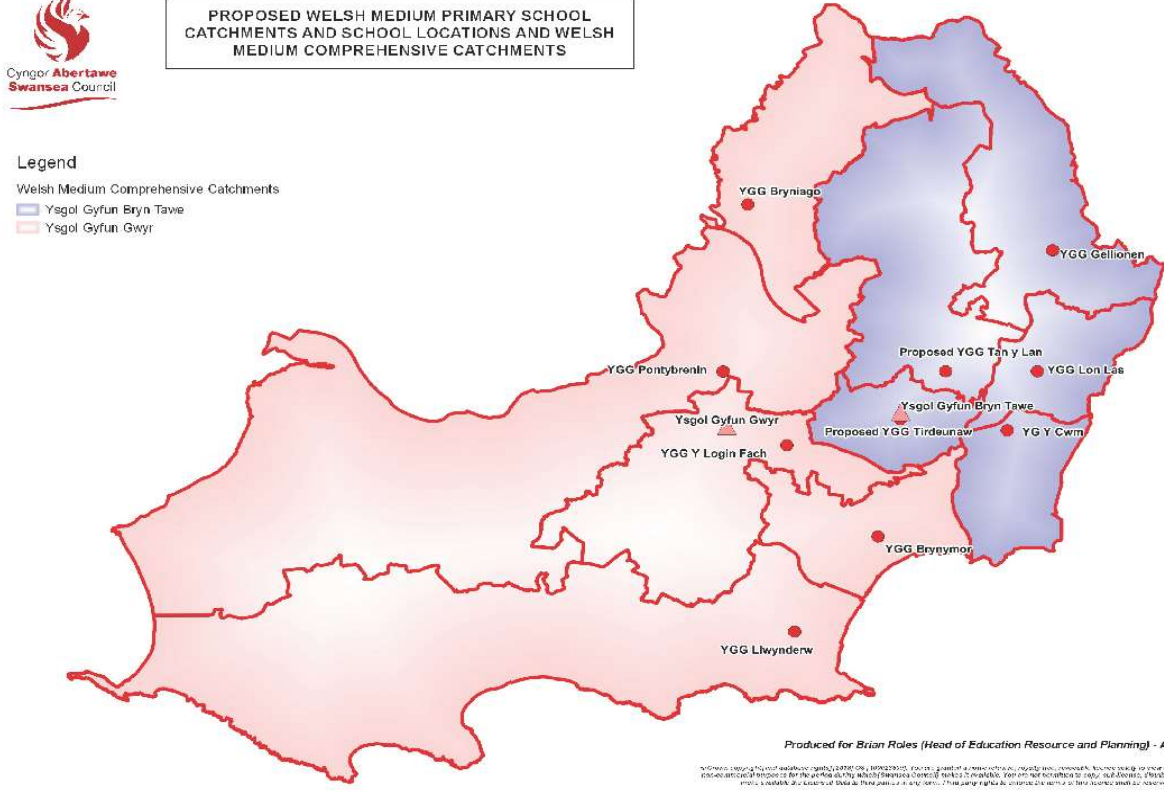 PROPOSED WELSH MEDIUM PRIMARY SCHOOL
CATCHMENTS AND SCHOOL LOCATIONS AND WELSH
MEDIUM COMPREHENSIVE CATCHMENTS
Cyngor Abertawe
Swansea Council
Legend
Welsh Medium Comprehensive Catchments
Ysgol Gyfun Bryn Tawe
Ysgol Gyfun Gwyr
YGG Bryniago
YGG Gellionen
Proposed YGG Tan y Lan
YGG Pontybrenin
YGG Lon Las
Ysgol Gyfun Bryn Tawe
Ysgol Gyfun Gwyr
Proposed YGG Tirdeunaw
YG Y Cwm
YGG Y Login Fach
YGG Brynymor
YGG Llwynderw
Produced for Brian Roles (Head of Education Resource and Planning) - A